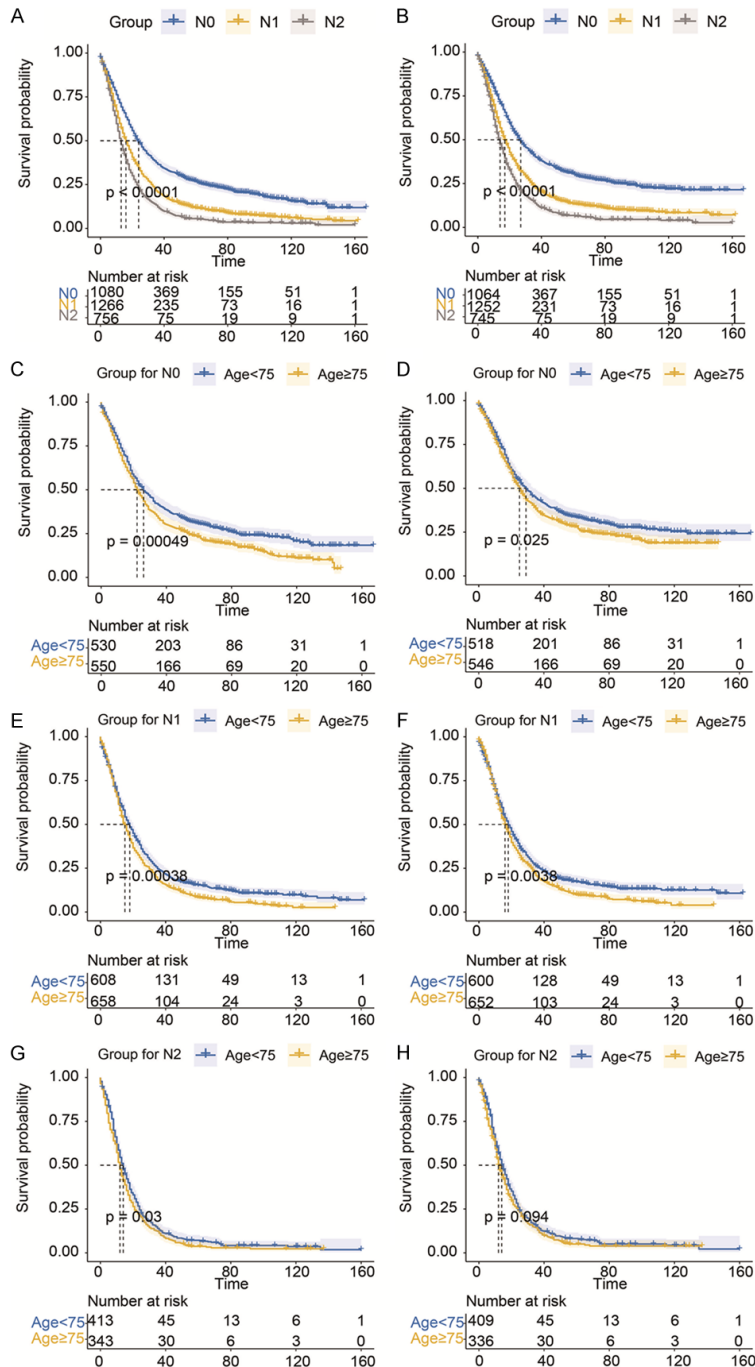 A
Group N0 N1 N2
Survival probability
1.00
0.75
0.50
0.25
0.00
p < 0.0001
0 40 80 120 160
Time
Number at risk
N0 1080 369 155 51 1
N1 1266 235 73 16 1
N2 756 75 19 9 1
0 40 80 120 160
B
Group N0 N1 N2
Survival probability
1.00
0.75
0.50
0.25
0.00
p < 0.0001
0 40 80 120 160
Time
Number at risk
N0 1064 367 155 51 1
N1 1252 231 73 16 1
N2 745 75 19 9 1
0 40 80 120 160
C
Group for N0 Age<75 Age≥75
Survival probability
1.00
0.75
0.50
0.25
0.00
p = 0.00049
0 40 80 120 160
Time
Number at risk
Age<75 530 203 86 31 1
Age≥75 550 166 69 20 0
0 40 80 120 160
D
Group for N0 Age<75 Age≥75
Survival probability
1.00
0.75
0.50
0.25
0.00
p = 0.025
0 40 80 120 160
Time
Number at risk
Age<75 518 201 86 31 1
Age≥75 546 166 69 20 0
0 40 80 120 160
E
Group for N1 Age<75 Age≥75
Survival probability
1.00
0.75
0.50
0.25
0.00
p = 0.00038
0 40 80 120 160
Time
Number at risk
Age<75 608 131 49 13 1
Age≥75 658 104 24 3 0
0 40 80 120 160
F
Group for N1 Age<75 Age≥75
Survival probability
1.00
0.75
0.50
0.25
0.00
p = 0.0038
0 40 80 120 160
Time
Number at risk
Age<75 600 128 49 13 1
Age≥75 652 103 24 3 0
0 40 80 120 160
G
Group for N2 Age<75 Age≥75
Survival probability
1.00
0.75
0.50
0.25
0.00
p = 0.03
0 40 80 120 160
Time
Number at risk
Age<75 413 45 13 6 1
Age≥75 343 30 6 3 0
0 40 80 120 160
H
Group for N2 Age<75 Age≥75
Survival probability
1.00
0.75
0.50
0.25
0.00
p = 0.094
0 40 80 120 160
Time
Number at risk
Age<75 409 45 13 6 1
Age≥75 336 30 6 3 0
0 40 80 120 160